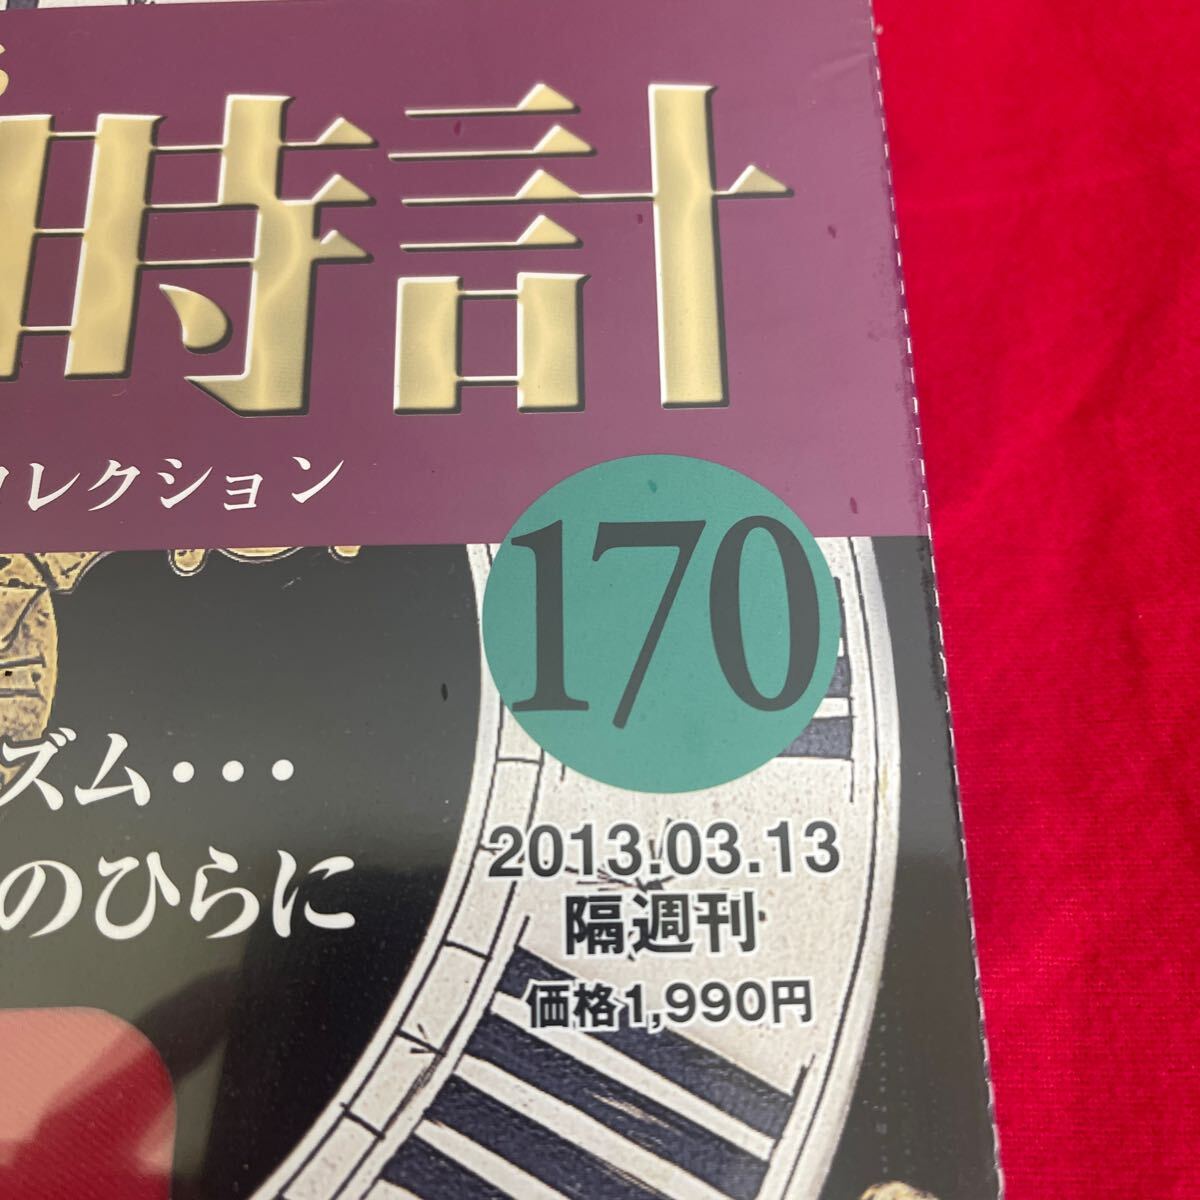 時計
コレクション
170
ズム・・・
のひらに
2013.03.13
隔週刊
価格1,990円